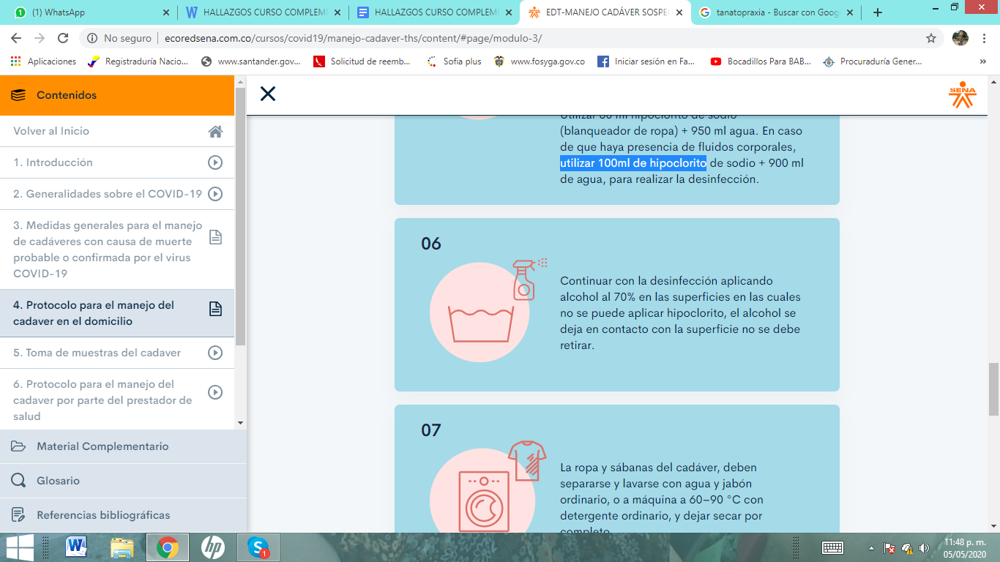 (1) WhatsApp
HALLAZGOS CURSO COMPLEM
HALLAZGOS CURSO COMPLEM
EDT-MANEJO CADÁVER SOSPE
tanatopraxia - Buscar con Goog
No seguro
ecoredsena.com.co/cursos/covid19/manejo-cadaver-ths/content/#page/modulo-3/
Aplicaciones
Registraduría Nacio...
www.santander.gov...
Solicitud de reemb...
Sofia plus
www.fosyga.gov.co
Iniciar sesión en Fa...
Bocadillos Para BAB...
Procuraduría Gener...
»
Contenidos
Volver al Inicio
1. Introducción
2. Generalidades sobre el COVID-19
3. Medidas generales para el manejo
de cadáveres con causa de muerte
probable o confirmada por el virus
COVID-19
4. Protocolo para el manejo del
cadaver en el domicilio
5. Toma de muestras del cadaver
6. Protocolo para el manejo del
cadaver por parte del prestador de
salud
Material Complementario
Glosario
Referencias bibliográficas
SENA
ml hipoclorito de sodio
(blanqueador de ropa) + 950 ml agua. En caso
de que haya presencia de fluidos corporales,
utilizar 100ml de hipoclorito de sodio + 900 ml
de agua, para realizar la desinfección.
06
Continuar con la desinfección aplicando
alcohol al 70% en las superficies en las cuales
no se puede aplicar hipoclorito, el alcohol se
deja en contacto con la superficie no se debe
retirar.
07
La ropa y sábanas del cadáver, deben
separarse y lavarse con agua y jabón
ordinario, o a máquina a 60–90 °C con
detergente ordinario, y dejar secar por
completo
11:48 p. m.
05/05/2020